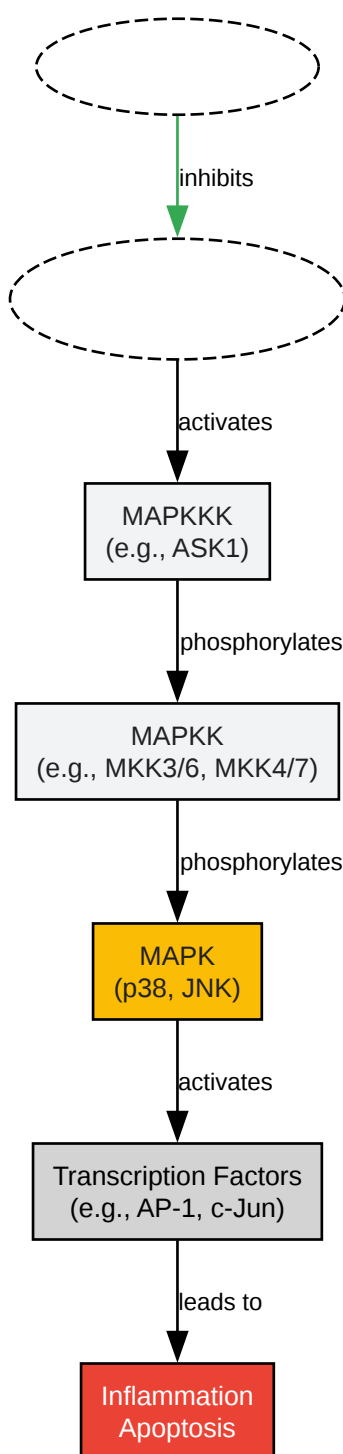 inhibits
activates
MAPKKK
(e.g., ASK1)
phosphorylates
MAPKK
(e.g., MKK3/6, MKK4/7)
phosphorylates
MAPK
(p38, JNK)
activates
Transcription Factors
(e.g., AP-1, c-Jun)
leads to
Inflammation
Apoptosis